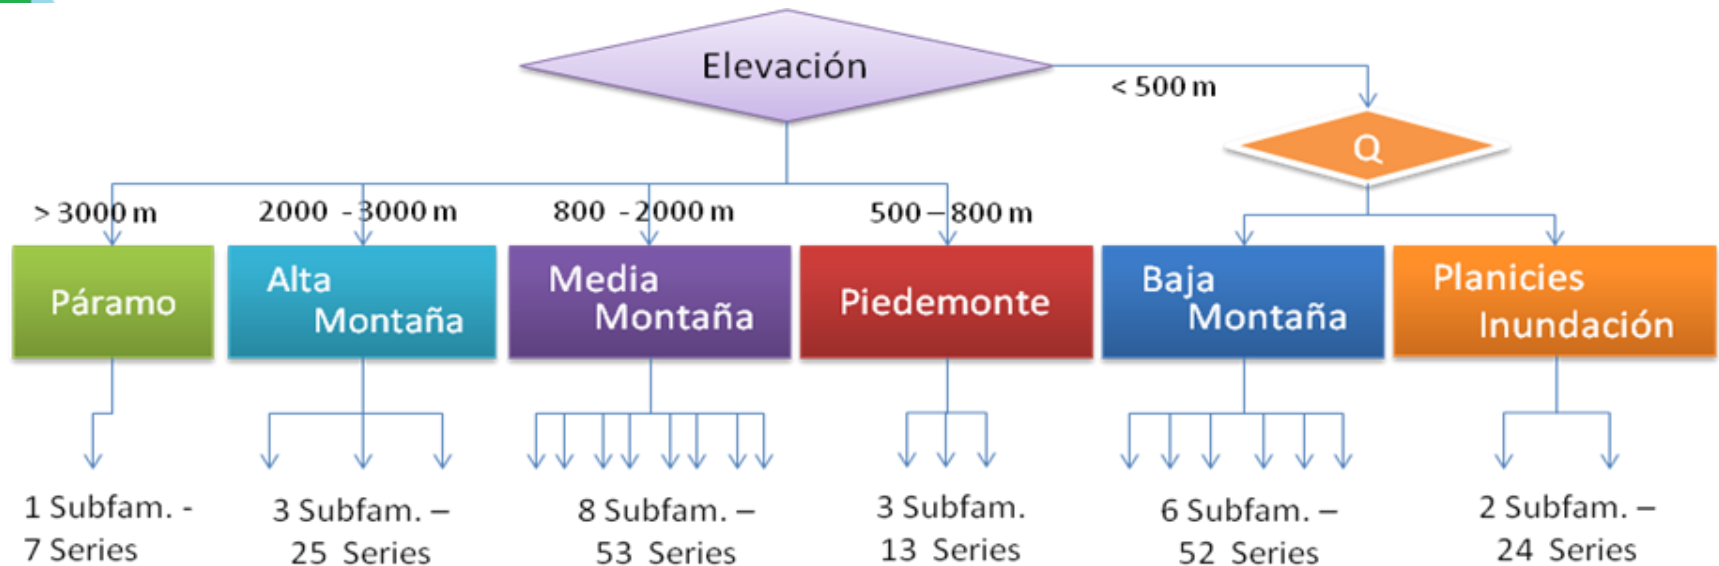 Elevación
< 500 m
Q
> 3000 m
2000 - 3000 m
800 - 2000 m
500 – 800 m
Páramo
Alta
Montaña
Media
Montaña
Piedemonte
Baja
Montaña
Planicies
Inundación
1 Subfam. -
7 Series
3 Subfam. –
25 Series
8 Subfam. –
53 Series
3 Subfam.
13 Series
6 Subfam. –
52 Series
2 Subfam. –
24 Series